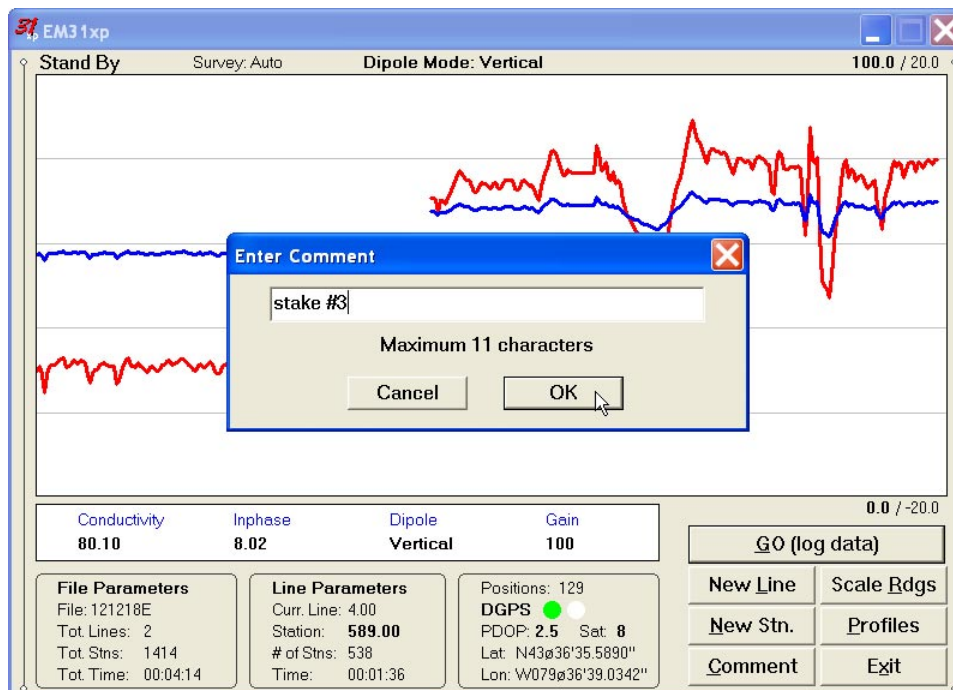 31xp EM31xp
Stand By Survey: Auto Dipole Mode: Vertical 100.0 / 20.0
Enter Comment
stake #3
Maximum 11 characters
Cancel OK
0.0 / -20.0
Conductivity Inphase Dipole Gain
80.10 8.02 Vertical 100
GO (log data)
New Line Scale Rdgs
New Stn. Profiles
Comment Exit
File Parameters
File: 121218E
Tot. Lines: 2
Tot. Stns: 1414
Tot. Time: 00:04:14
Line Parameters
Curr. Line: 4.00
Station: 589.00
# of Stns: 538
Time: 00:01:36
Positions: 129
DGPS
PDOP: 2.5 Sat: 8
Lat: N43ø36'35.5890"
Lon: W079ø36'39.0342"